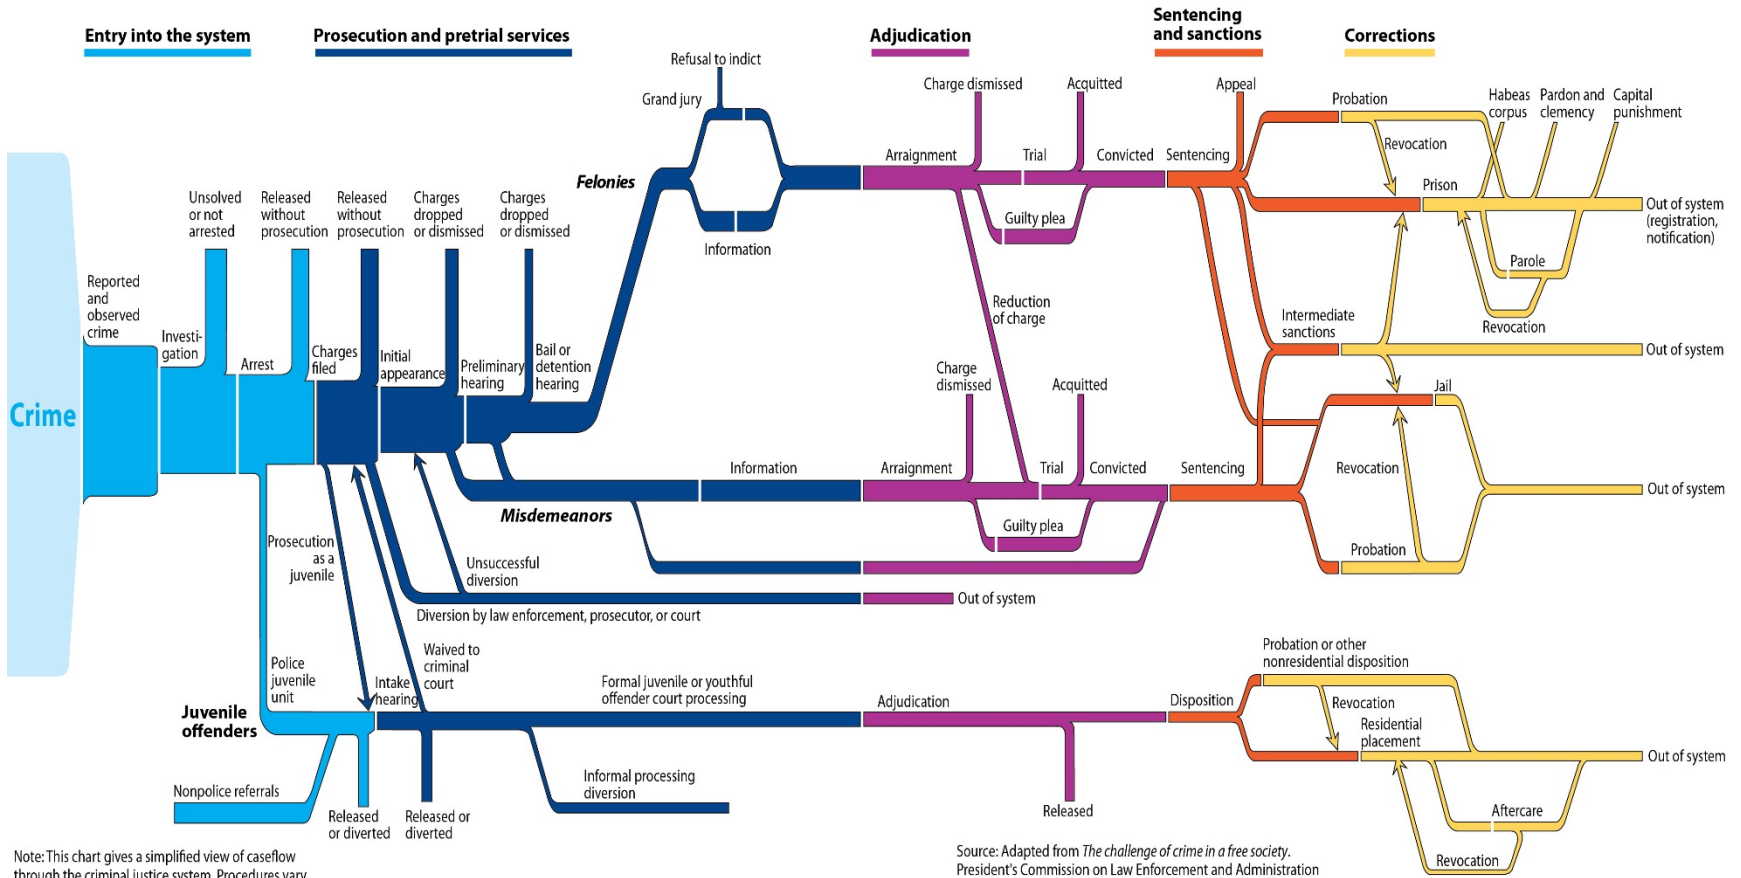 Entry into the system
Prosecution and pretrial services
Adjudication
Sentencing
and sanctions
Corrections
Crime
Reported
and
observed
crime
Investi-
gation
Unsolved
or not
arrested
Arrest
Released
without
prosecution
Charges
filed
Released
without
prosecution
Initial
appearance
Charges
dropped
or dismissed
Preliminary
hearing
Charges
dropped
or dismissed
Bail or
detention
hearing
Felonies
Grand jury
Refusal to indict
Information
Arraignment
Charge dismissed
Trial
Acquitted
Convicted
Guilty plea
Reduction
of charge
Sentencing
Appeal
Probation
Revocation
Prison
Habeas
corpus
Pardon and
clemency
Capital
punishment
Out of system
(registration,
notification)
Parole
Revocation
Intermediate
sanctions
Out of system
Misdemeanors
Information
Arraignment
Charge
dismissed
Trial
Acquitted
Convicted
Guilty plea
Sentencing
Jail
Revocation
Probation
Out of system
Unsuccessful
diversion
Diversion by law enforcement, prosecutor, or court
Out of system
Prosecution
as a
juvenile
Waived to
criminal
court
Police
juvenile
unit
Juvenile
offenders
Nonpolice referrals
Released
or diverted
Intake
hearing
Released or
diverted
Formal juvenile or youthful
offender court processing
Informal processing
diversion
Adjudication
Released
Disposition
Probation or other
nonresidential disposition
Revocation
Residential
placement
Out of system
Aftercare
Revocation
Note: This chart gives a simplified view of caseflow
through the criminal justice system. Procedures vary
Source: Adapted from The challenge of crime in a free society.
President's Commission on Law Enforcement and Administration